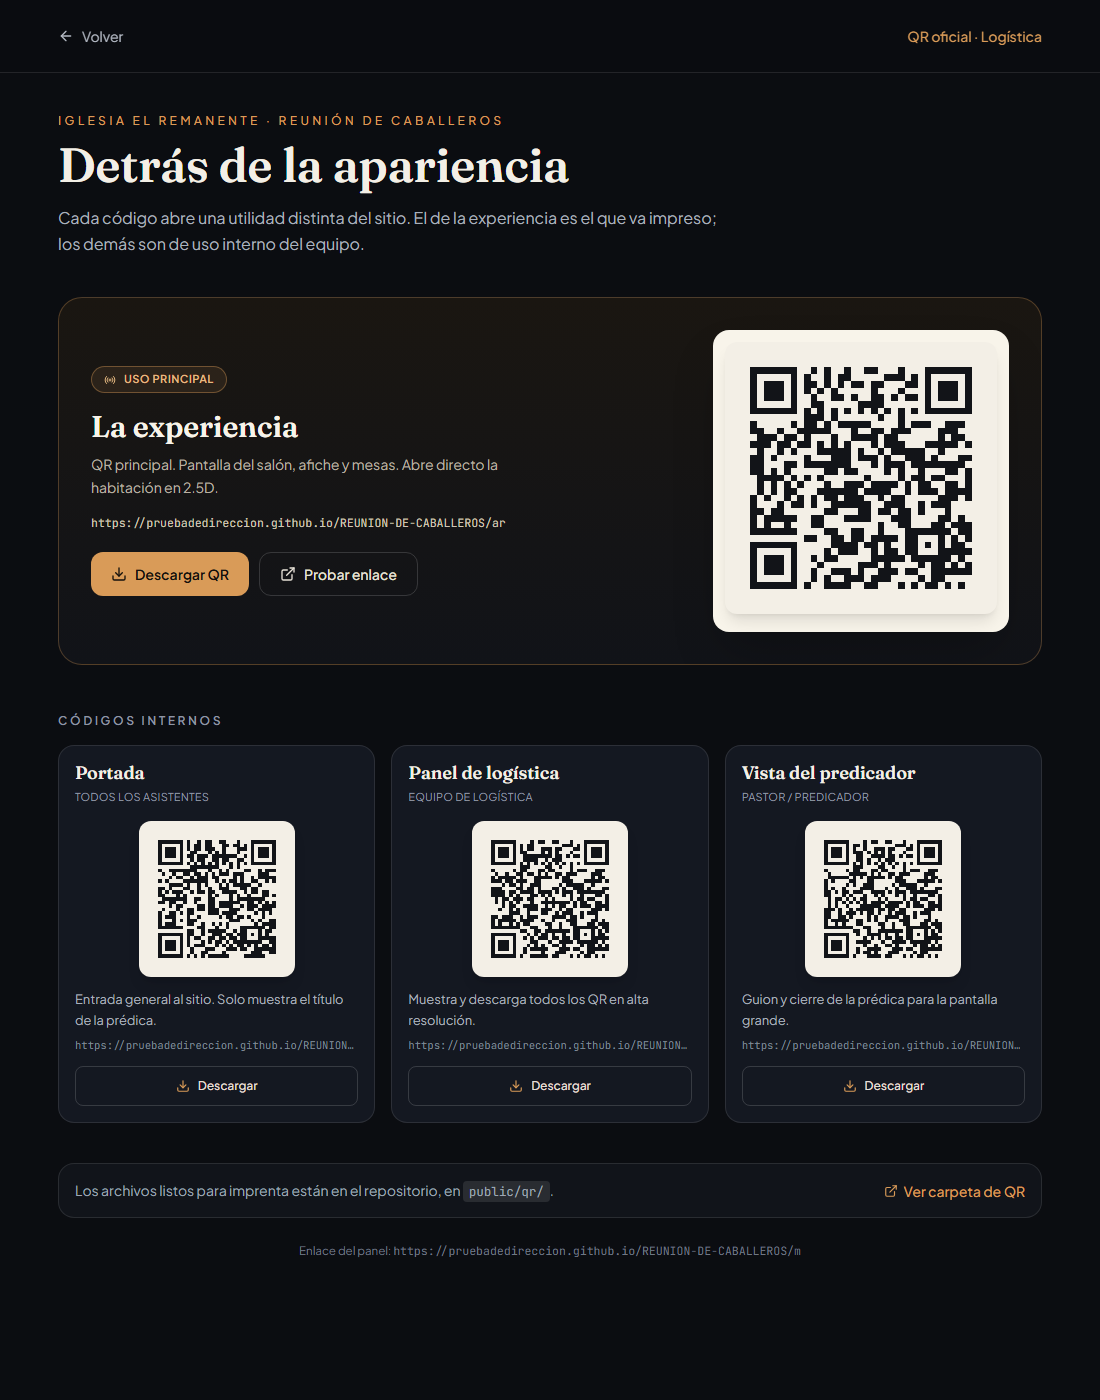 Volver
QR oficial · Logística
IGLESIA EL REMANENTE · REUNIÓN DE CABALLEROS
Detrás de la apariencia
Cada código abre una utilidad distinta del sitio. El de la experiencia es el que va impreso;
los demás son de uso interno del equipo.
USO PRINCIPAL
La experiencia
QR principal. Pantalla del salón, afiche y mesas. Abre directo la
habitación en 2.5D.
https://pruebadedireccion.github.io/REUNION-DE-CABALLEROS/ar
Descargar QR
Probar enlace
CÓDIGOS INTERNOS
Portada
TODOS LOS ASISTENTES
Entrada general al sitio. Solo muestra el título
de la prédica.
https://pruebadedireccion.github.io/REUNION…
Descargar
Panel de logística
EQUIPO DE LOGÍSTICA
Muestra y descarga todos los QR en alta
resolución.
https://pruebadedireccion.github.io/REUNION…
Descargar
Vista del predicador
PASTOR / PREDICADOR
Guion y cierre de la prédica para la pantalla
grande.
https://pruebadedireccion.github.io/REUNION…
Descargar
Los archivos listos para imprenta están en el repositorio, en public/qr/.
Ver carpeta de QR
Enlace del panel: https://pruebadedireccion.github.io/REUNION-DE-CABALLEROS/m